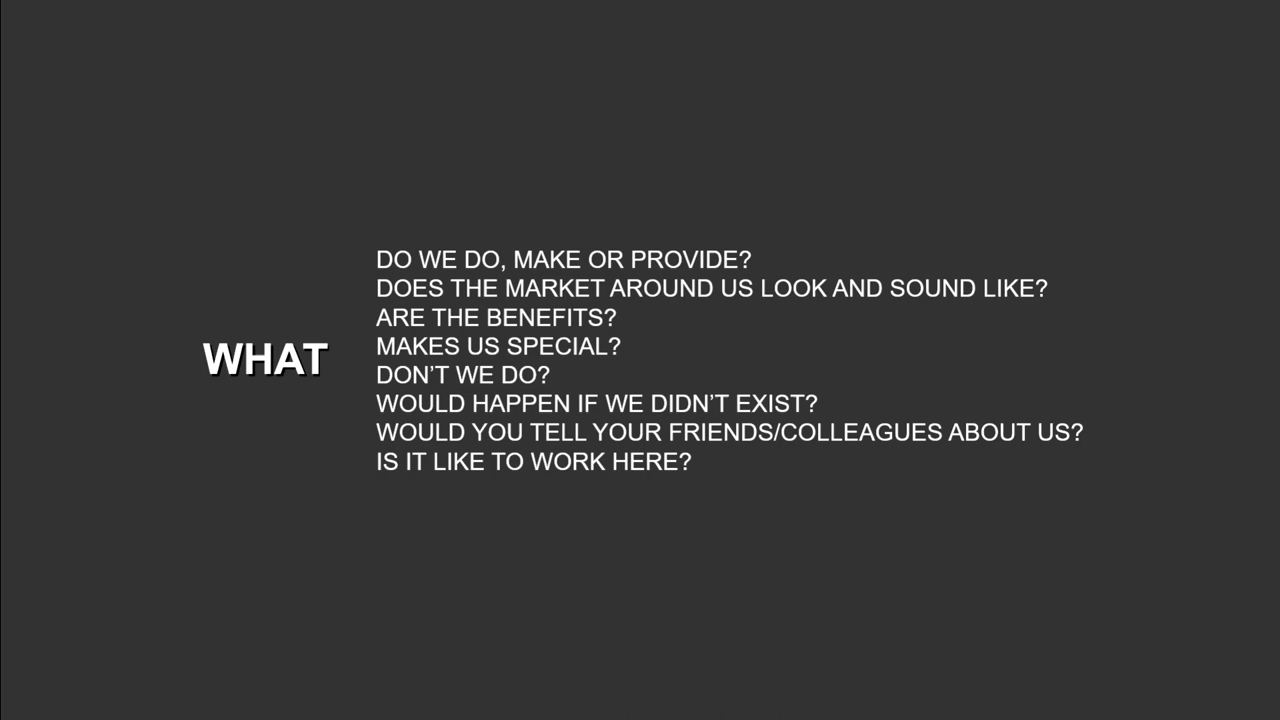 WHAT
DO WE DO, MAKE OR PROVIDE?
DOES THE MARKET AROUND US LOOK AND SOUND LIKE?
ARE THE BENEFITS?
MAKES US SPECIAL?
DON’T WE DO?
WOULD HAPPEN IF WE DIDN’T EXIST?
WOULD YOU TELL YOUR FRIENDS/COLLEAGUES ABOUT US?
IS IT LIKE TO WORK HERE?